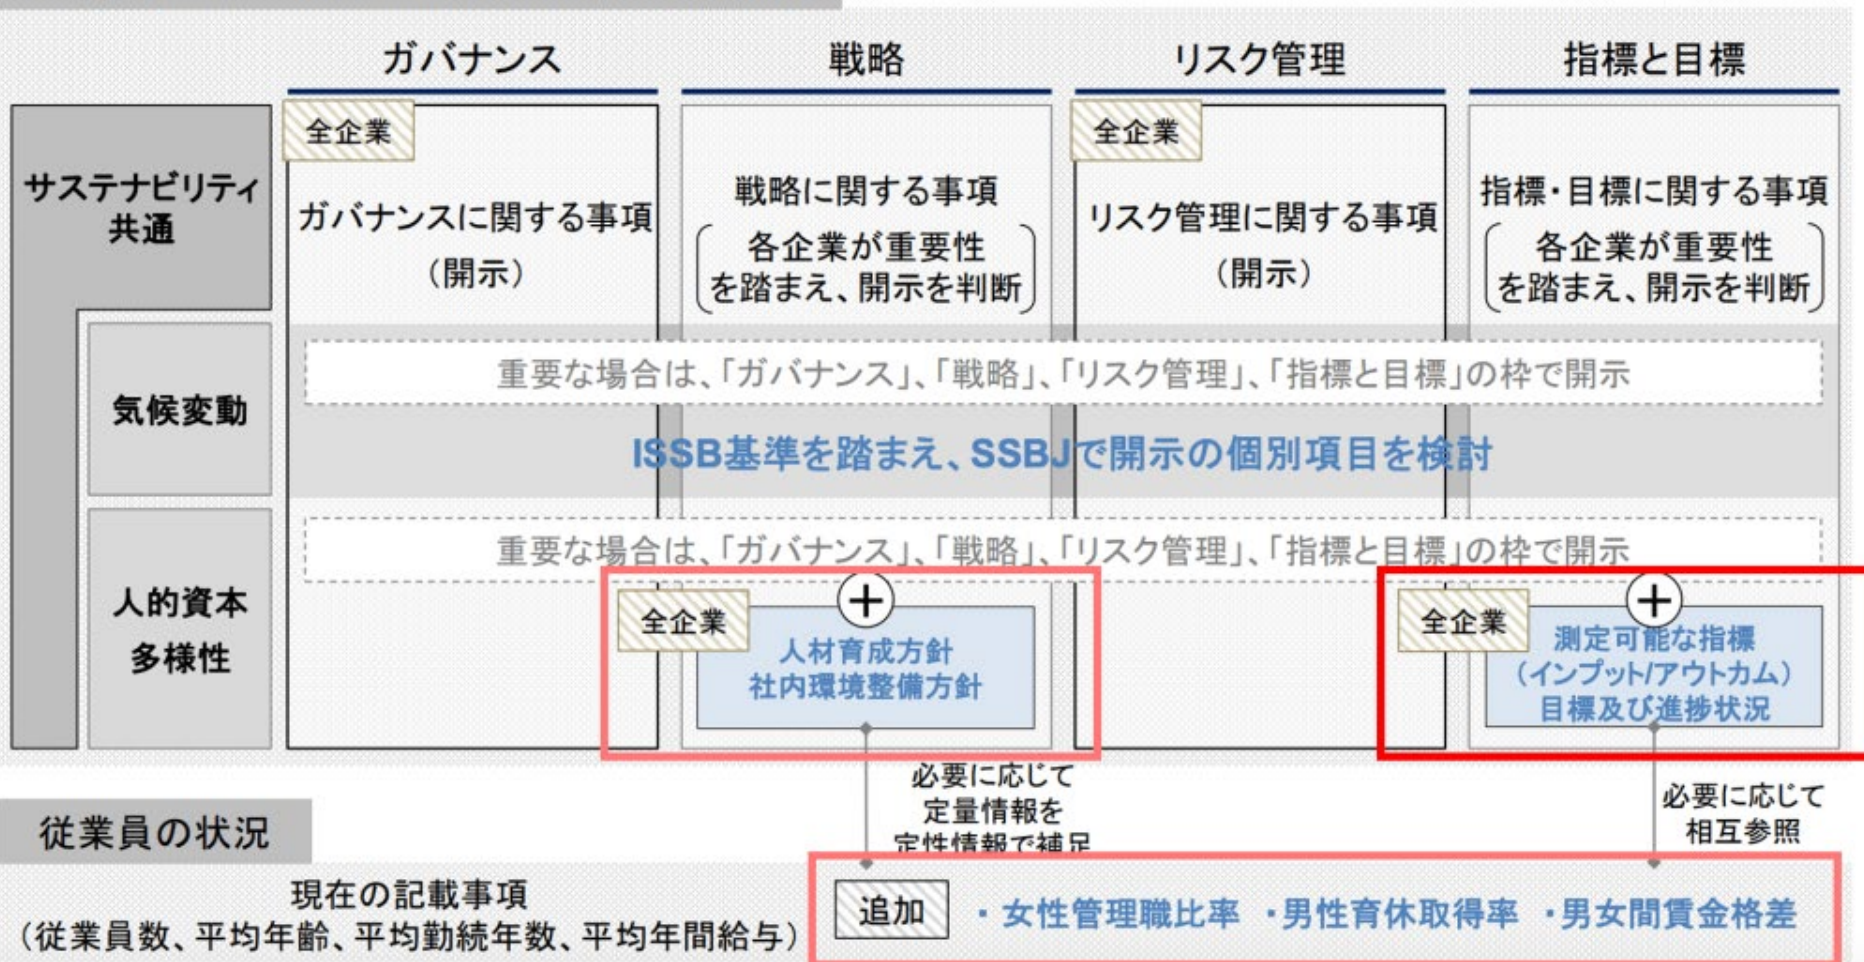 ガバナンス
戦略
リスク管理
指標と目標
サステナビリティ
共通
全企業
ガバナンスに関する事項
（開示）
戦略に関する事項
各企業が重要性
を踏まえ、開示を判断
全企業
リスク管理に関する事項
（開示）
指標・目標に関する事項
各企業が重要性
を踏まえ、開示を判断
気候変動
重要な場合は、「ガバナンス」、「戦略」、「リスク管理」、「指標と目標」の枠で開示
ISSB基準を踏まえ、SSBJで開示の個別項目を検討
人的資本
多様性
重要な場合は、「ガバナンス」、「戦略」、「リスク管理」、「指標と目標」の枠で開示
全企業
+
人材育成方針
社内環境整備方針
全企業
+
測定可能な指標
（インプット/アウトカム）
目標及び進捗状況
必要に応じて
定量情報を
定性情報で補足
必要に応じて
相互参照
従業員の状況
現在の記載事項
（従業員数、平均年齢、平均勤続年数、平均年間給与）
追加
・女性管理職比率 ・男性育休取得率 ・男女間賃金格差